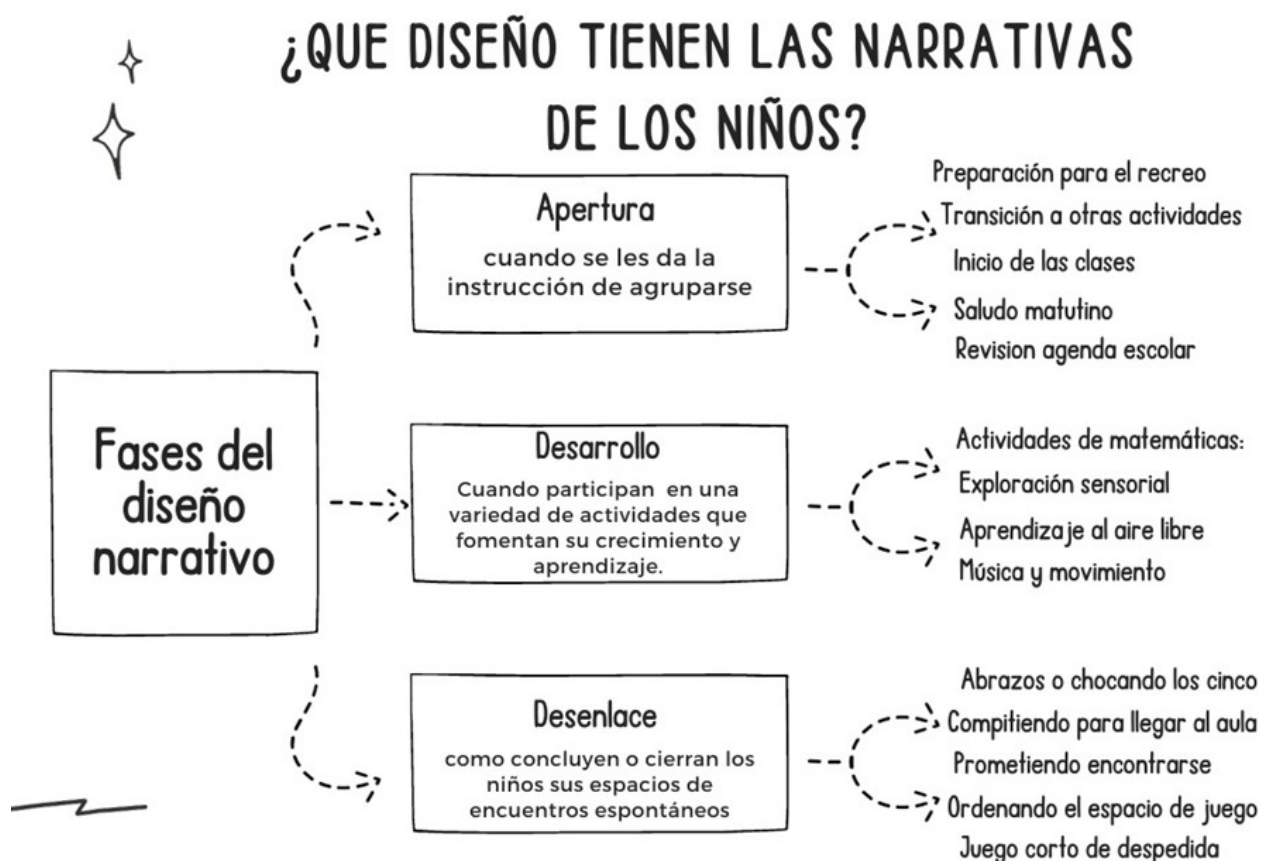 ¿QUE DISEÑO TIENEN LAS NARRATIVAS
DE LOS NIÑOS?
Fases del
diseño
narrativo
Apertura
cuando se les da la
instrucción de agruparse
Preparación para el recreo
Transición a otras actividades
Inicio de las clases
Saludo matutino
Revision agenda escolar
Desarrollo
Cuando participan en una
variedad de actividades que
fomentan su crecimiento y
aprendizaje.
Actividades de matemáticas:
Exploración sensorial
Aprendizaje al aire libre
Música y movimiento
Desenlace
como concluyen o cierran los
niños sus espacios de
encuentros espontáneos
Abrazos o chocando los cinco
Compitiendo para llegar al aula
Prometiendo encontrarse
Ordenando el espacio de juego
Juego corto de despedida